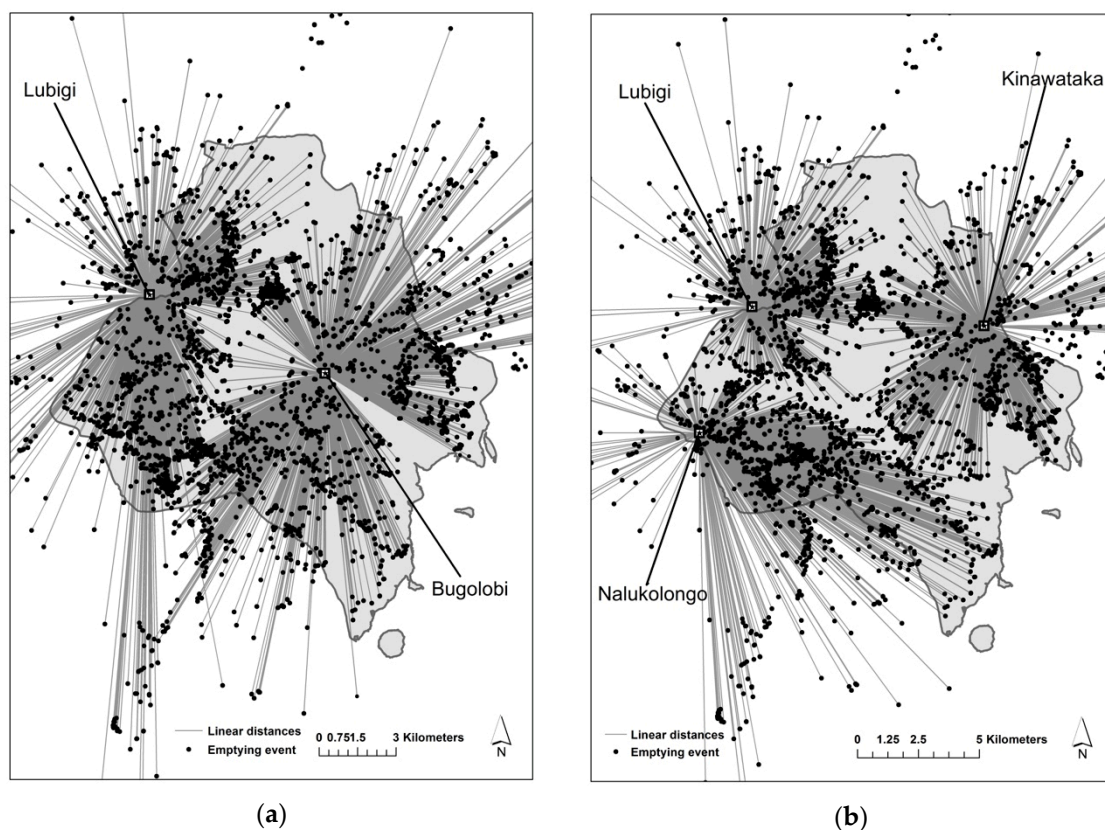 Lubigi
Bugolobi
Linear distances
Emptying event
0 0.751.5 3 Kilometers
N
(a)
Lubigi
Kinawataka
Nalukolongo
Linear distances
Emptying event
0 1.25 2.5 5 Kilometers
N
(b)